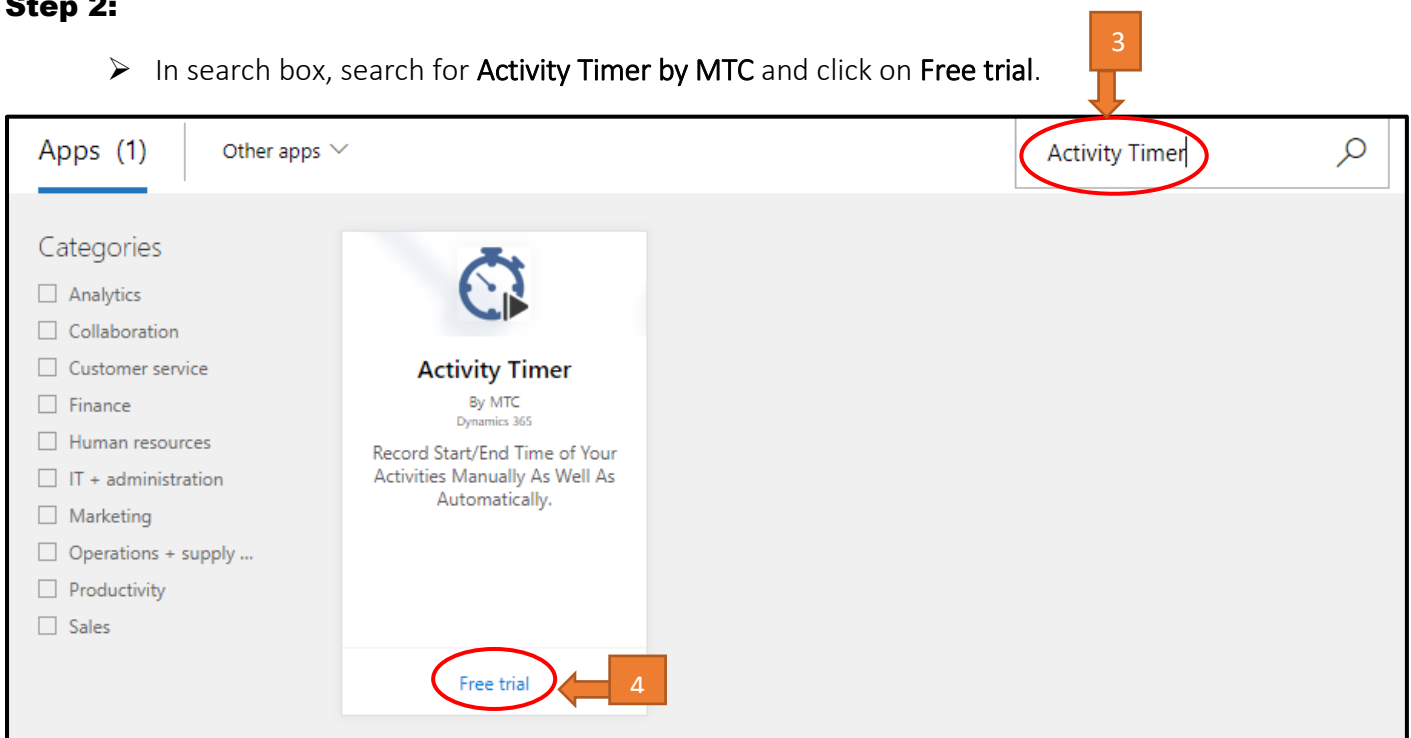 Step 2:
3
➢ In search box, search for Activity Timer by MTC and click on Free trial.
Apps (1)
Other apps
Activity Timer
Categories
Analytics
Collaboration
Customer service
Finance
Human resources
IT + administration
Marketing
Operations + supply ...
Productivity
Sales
Activity Timer
By MTC
Dynamics 365
Record Start/End Time of Your
Activities Manually As Well As
Automatically.
Free trial
4